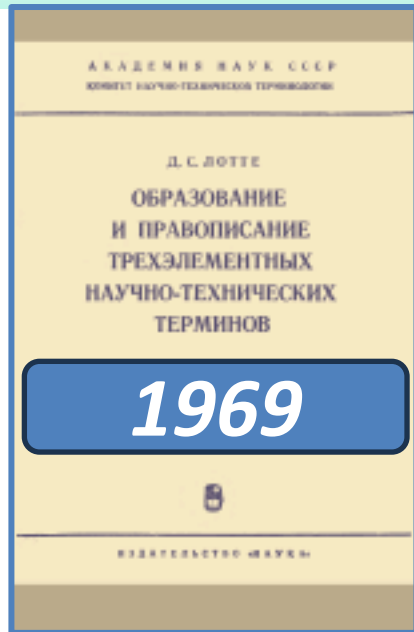 АКАДЕМИЯ НАУК СССР
КОМИТЕТ НАУЧНО-ТЕХНИЧЕСКОЙ ТЕРМИНОЛОГИИ
Д. С. ЛОТТЕ
ОБРАЗОВАНИЕ
И ПРАВОПИСАНИЕ
ТРЕХЭЛЕМЕНТНЫХ
НАУЧНО-ТЕХНИЧЕСКИХ
ТЕРМИНОВ
1969
ИЗДАТЕЛЬСТВО «НАУКА»